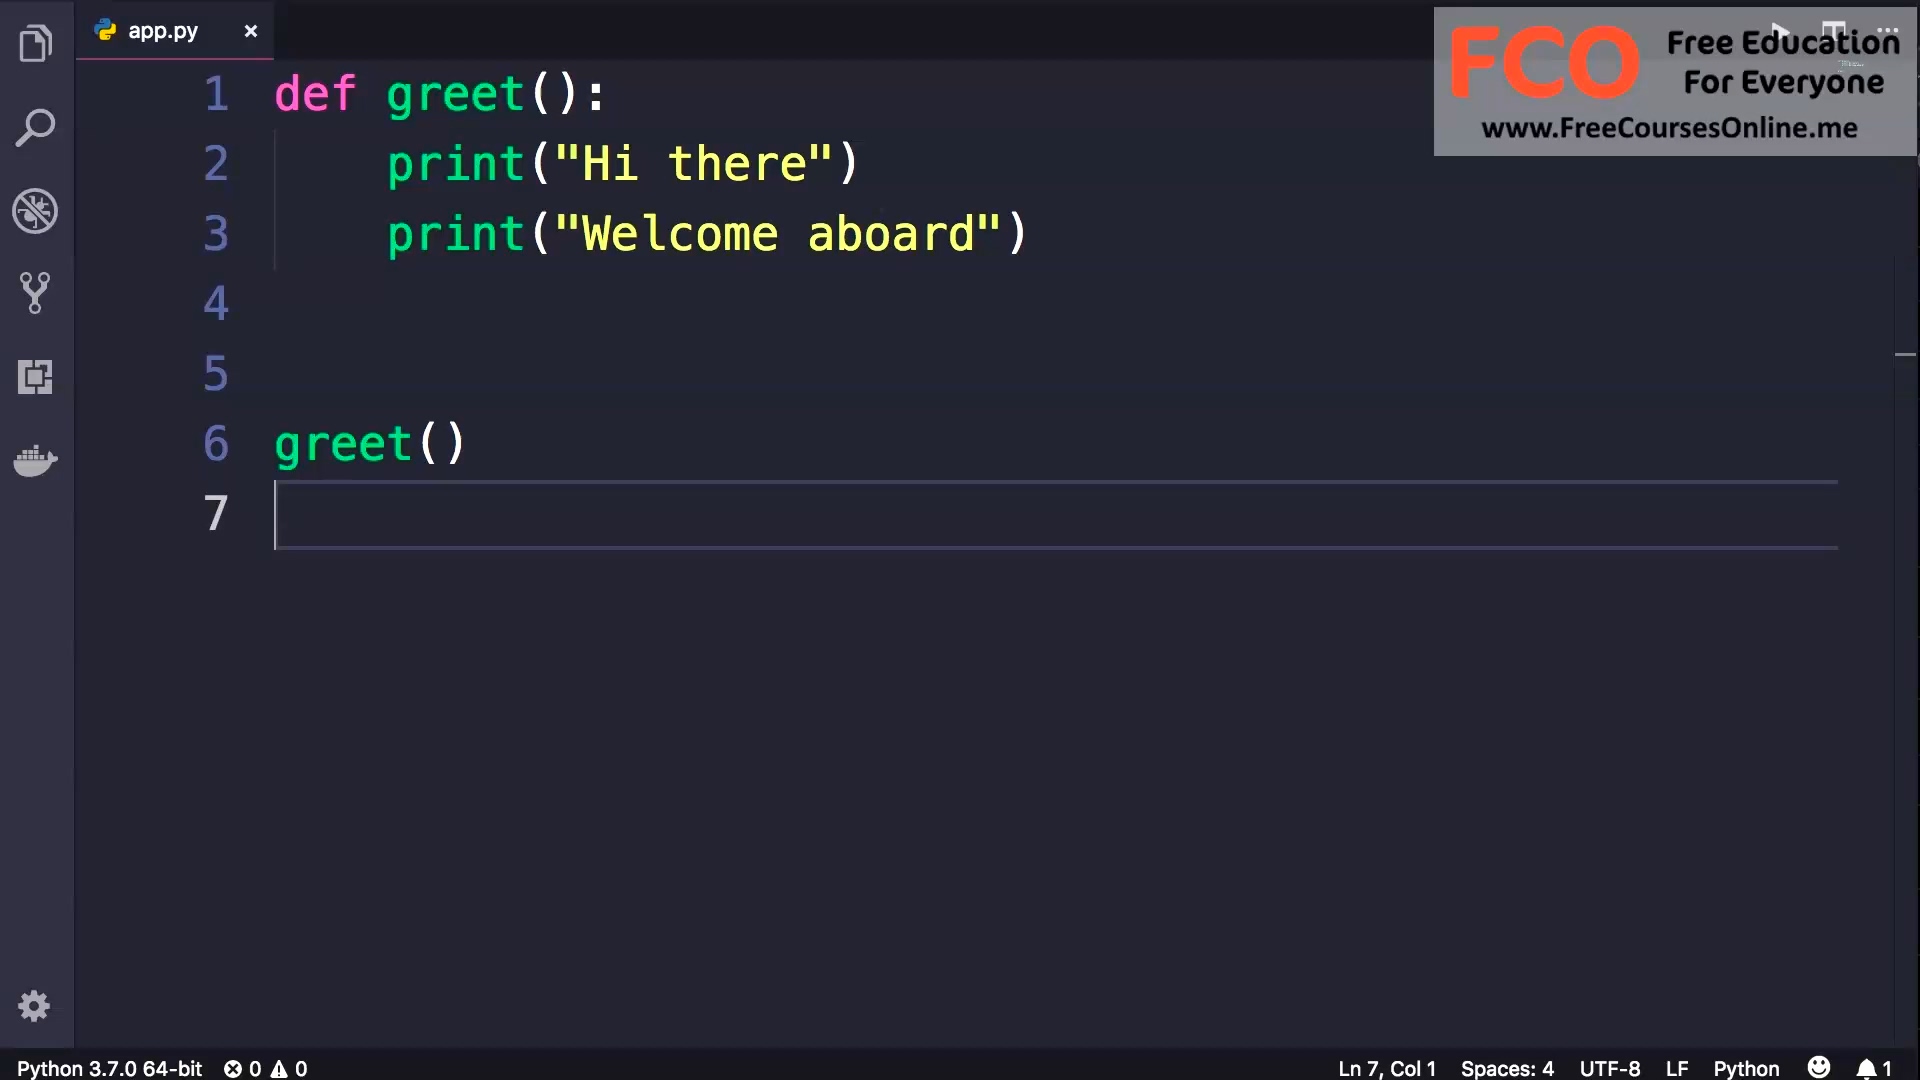 app.py ×
FCO Free Education
For Everyone
www.FreeCoursesOnline.me
1 def greet():
2     print("Hi there")
3     print("Welcome aboard")
4
5
6 greet()
7
Python 3.7.0 64-bit 0 0 Ln 7, Col 1 Spaces: 4 UTF-8 LF Python 1